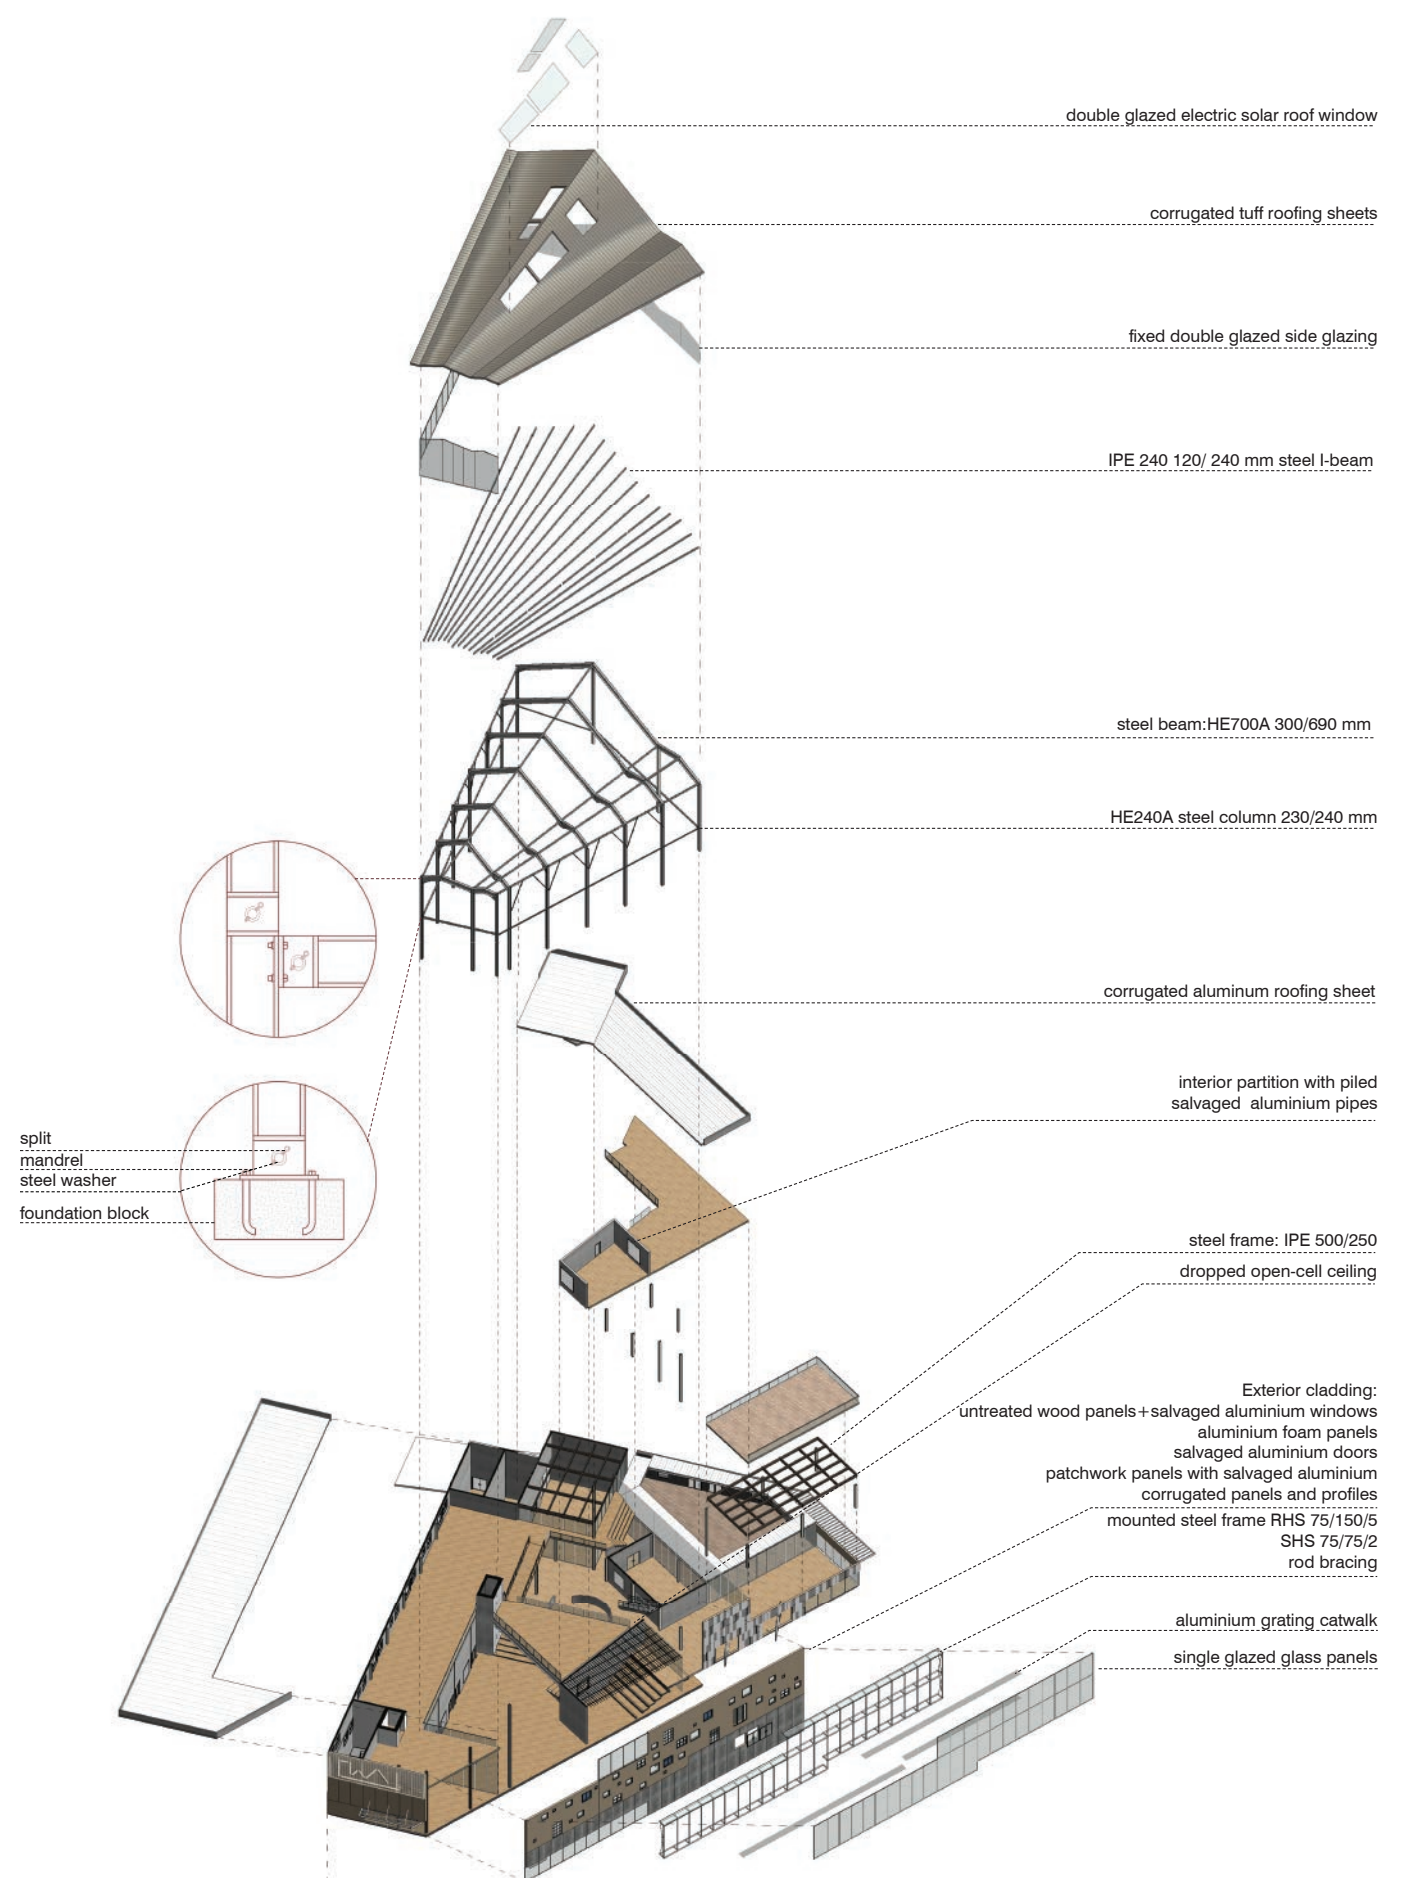 double glazed electric solar roof window
corrugated tuff roofing sheets
fixed double glazed side glazing
IPE 240 120/ 240 mm steel I-beam
steel beam:HE700A 300/690 mm
HE240A steel column 230/240 mm
corrugated aluminum roofing sheet
interior partition with piled
salvaged aluminium pipes
split
mandrel
steel washer
foundation block
steel frame: IPE 500/250
dropped open-cell ceiling
Exterior cladding:
untreated wood panels+salvaged aluminium windows
aluminium foam panels
salvaged aluminium doors
patchwork panels with salvaged aluminium
corrugated panels and profiles
mounted steel frame RHS 75/150/5
SHS 75/75/2
rod bracing
aluminium grating catwalk
single glazed glass panels